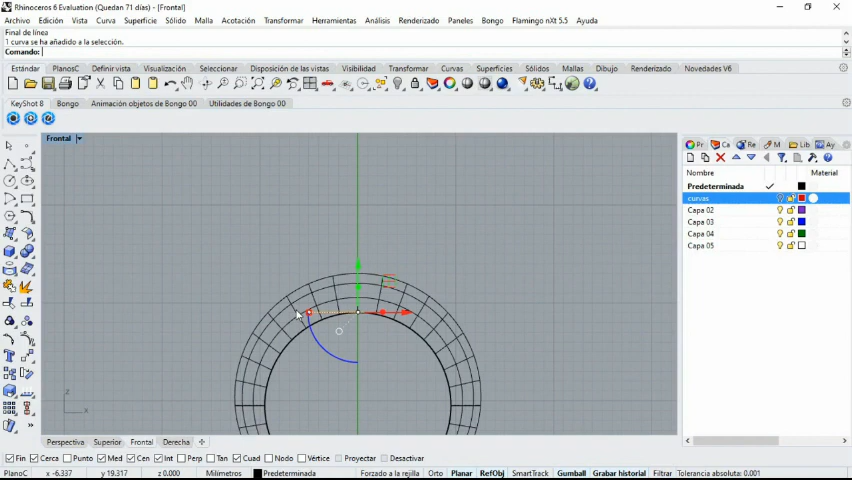 Rhinoceros 6 Evaluation (Quedan 71 días) - [Frontal]
Archivo Edición Vista Curva Superficie Sólido Malla Acotación Transformar Herramientas Análisis Renderizado Paneles Bongo Flamingo nXt 5.5 Ayuda
Final de línea
1 curva se ha añadido a la selección.
Comando:
Estándar PlanosC Definir vista Visualización Seleccionar Disposición de las vistas Visibilidad Transformar Curvas Superficies Sólidos Mallas Dibujo Renderizado Novedades V6
KeyShot 8 Bongo Animación objetos de Bongo 00 Utilidades de Bongo 00
Frontal
Pr Ca Re M Lib Ay
Nombre Material
Predeterminada
curvas
Capa 02
Capa 03
Capa 04
Capa 05
z
x
Perspectiva Superior Frontal Derecha
Fin Cerca Punto Med Cen Int Perp Tan Cuad Nodo Vértice Proyectar Desactivar
PlanoC x -6.337 y 19.317 z 0.000 Milímetros Predeterminada Forzado a la rejilla Orto Planar RefObj SmartTrack Gumball Grabar historial Filtrar Tolerancia absoluta: 0.001